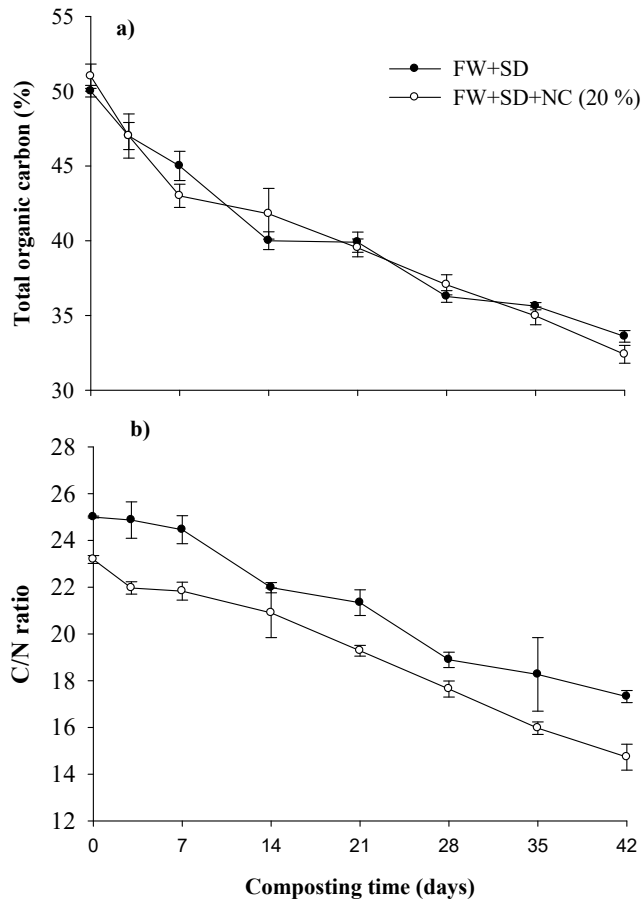 a)
FW+SD
FW+SD+NC (20 %)
Total organic carbon (%)
50
45
40
35
30
b)
C/N ratio
28
26
24
22
20
18
16
14
12
0 7 14 21 28 35 42
Composting time (days)